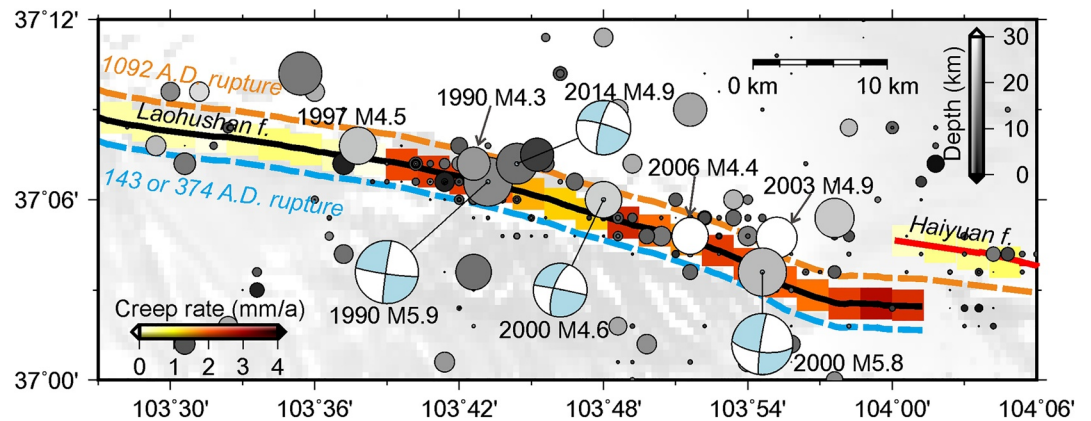 37°12'
37°06'
37°00'
1092 A.D. rupture
Laohushan f.
143 or 374 A.D. rupture
1997 M4.5
1990 M4.3
2014 M4.9
2006 M4.4
2003 M4.9
1990 M5.9
2000 M4.6
2000 M5.8
Haiyuan f.
0 km 10 km
Depth (km)
30
20
10
0
Creep rate (mm/a)
0 1 2 3 4
103°30' 103°36' 103°42' 103°48' 103°54' 104°00' 104°06'